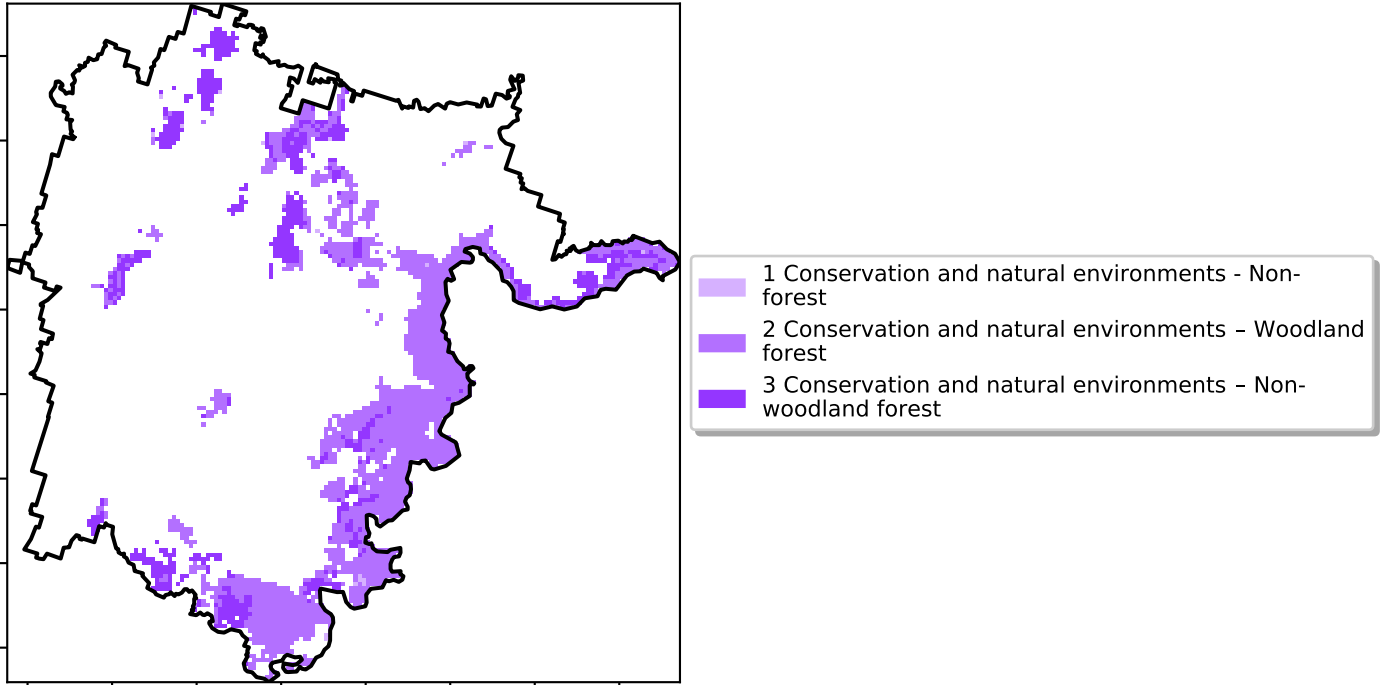 1 Conservation and natural environments - Non-
forest
2 Conservation and natural environments – Woodland
forest
3 Conservation and natural environments – Non-
woodland forest